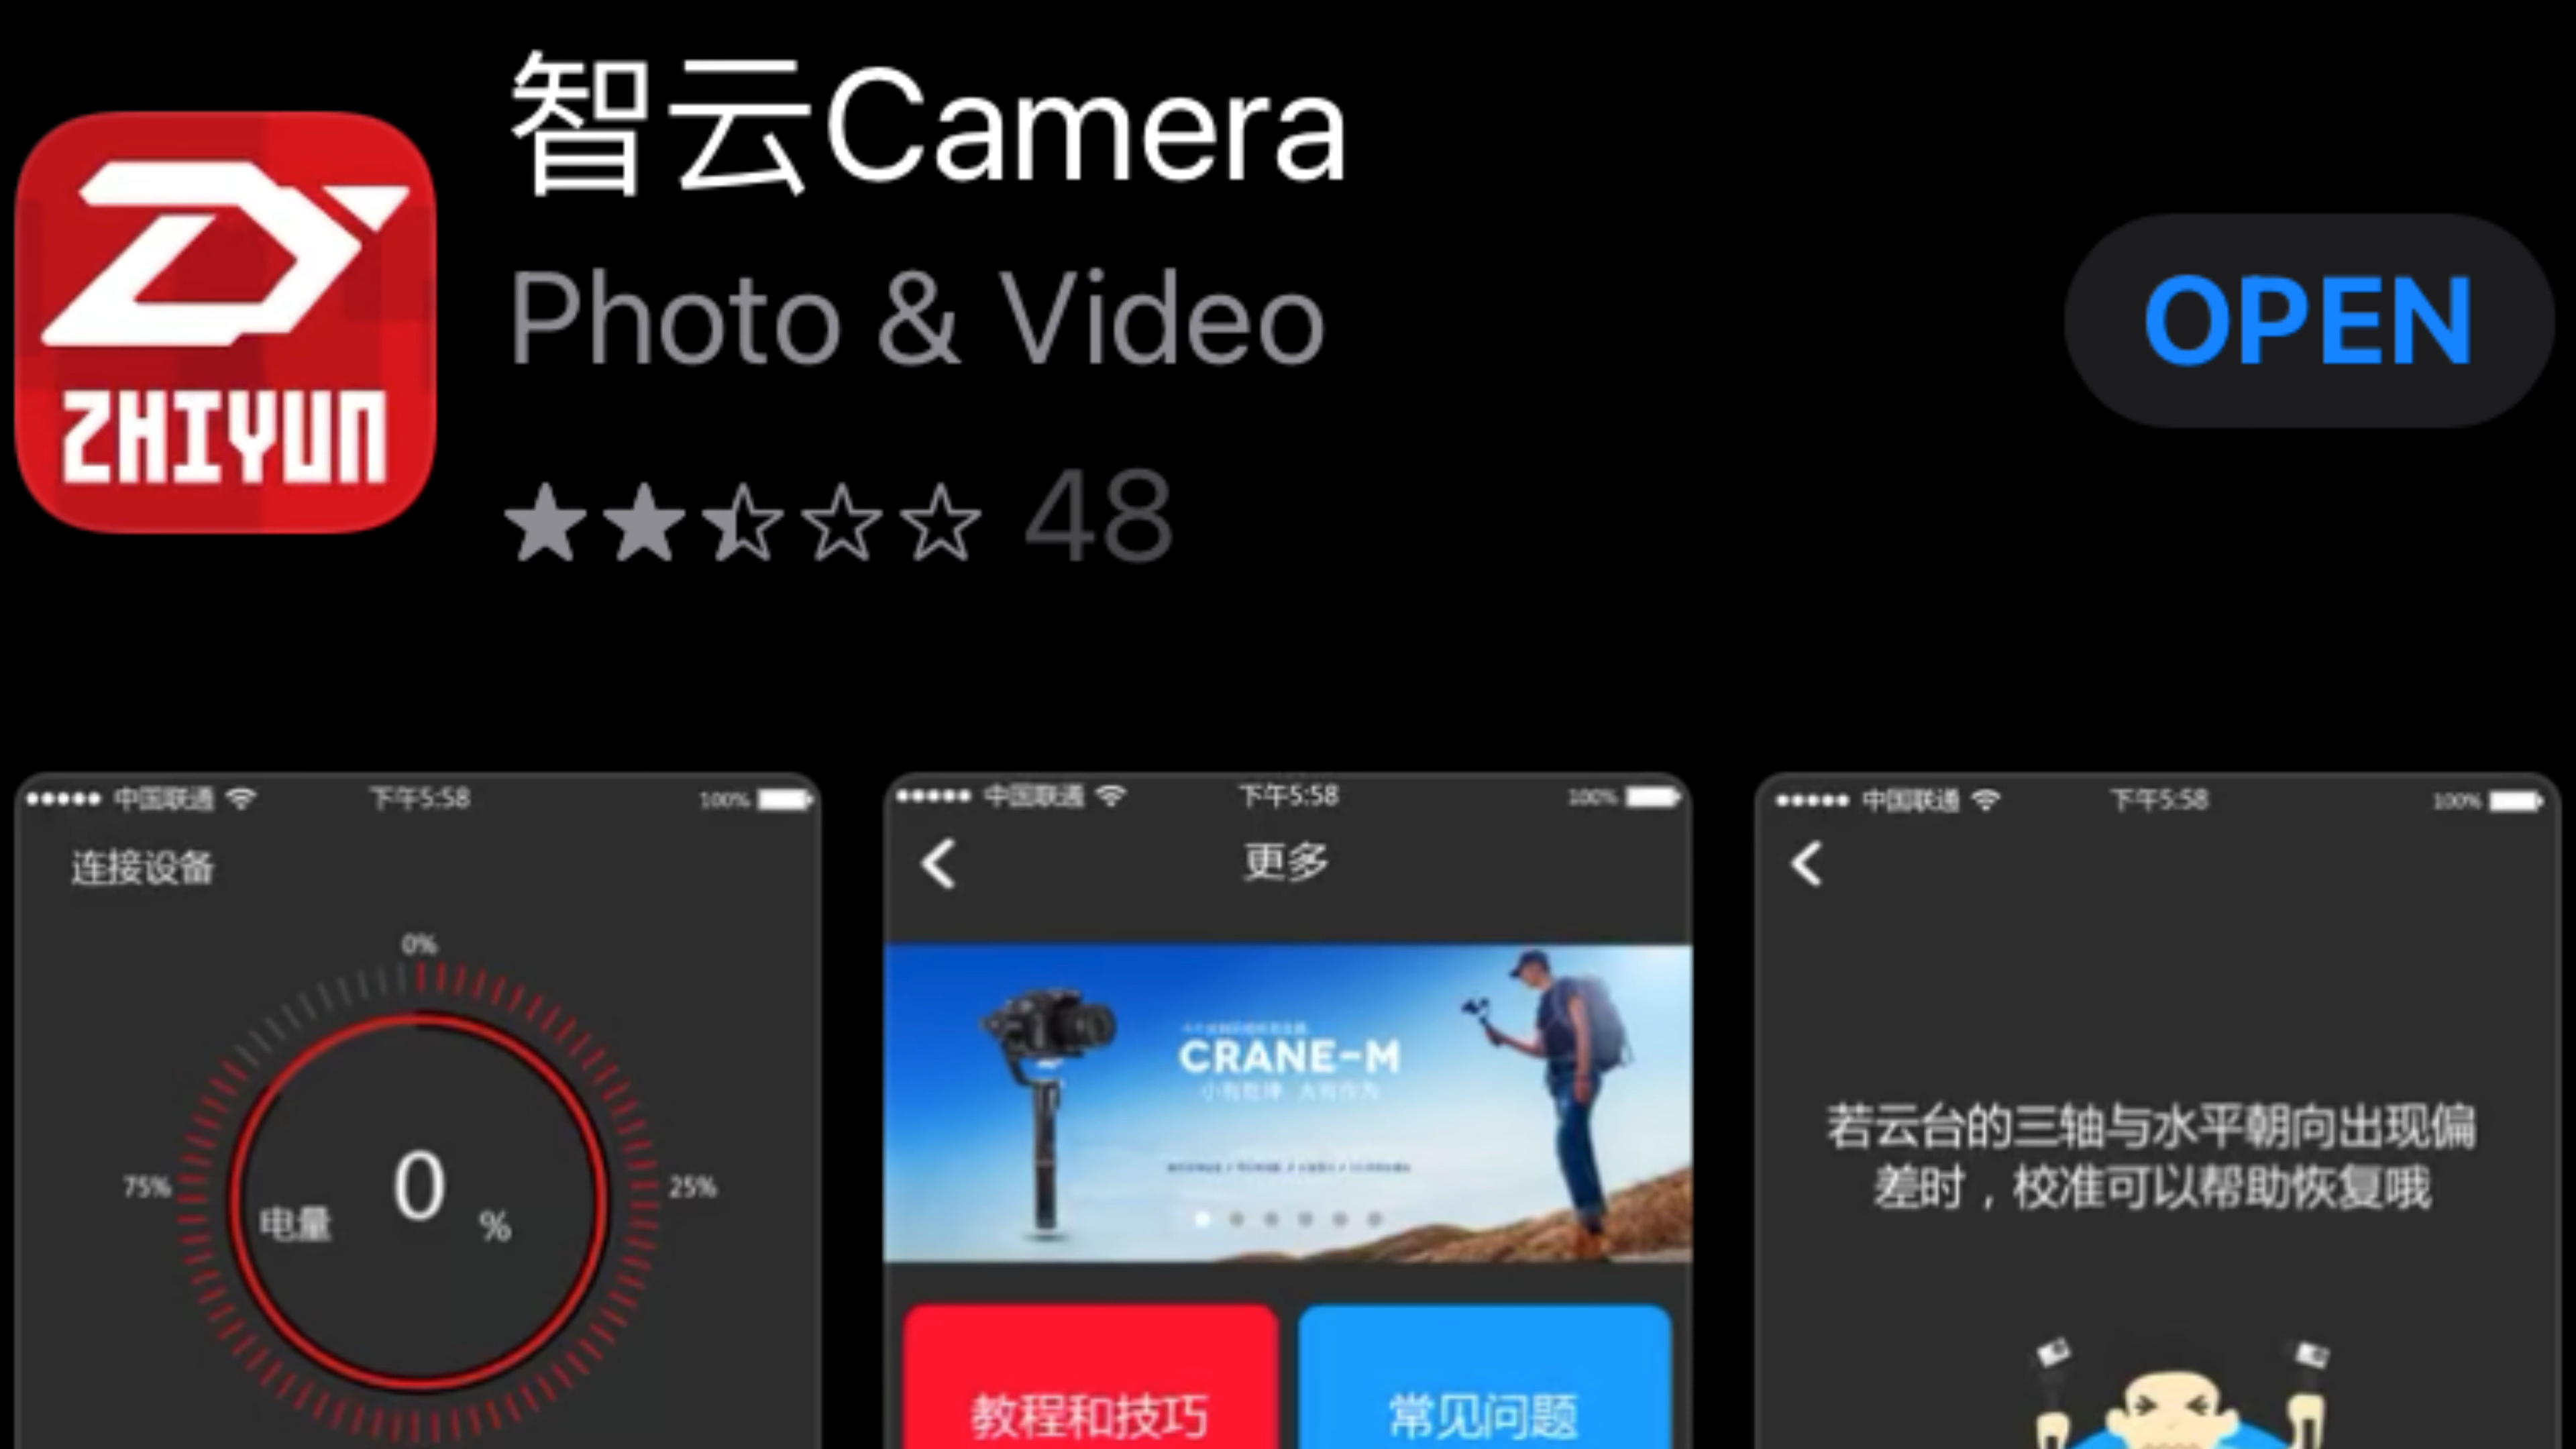 智云Camera
Photo & Video
OPEN
ZHIYUN
48
中国联通 下午5:58 100%
连接设备
0%
75%
25%
电量 0 %
中国联通 下午5:58 100%
更多
CRANE-M
教程和技巧
常见问题
中国联通 下午5:58 100%
若云台的三轴与水平朝向出现偏
差时，校准可以帮助恢复哦